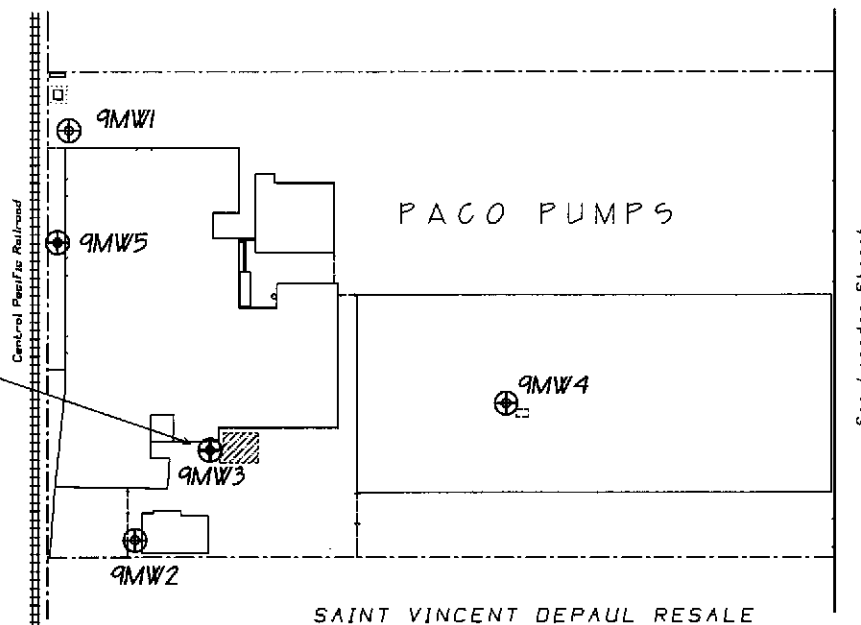 9MW1
PACO PUMPS
9MW5
Central Pacific Railroad
9MW4
9MW3
9MW2
SAINT VINCENT DEPAUL RESALE